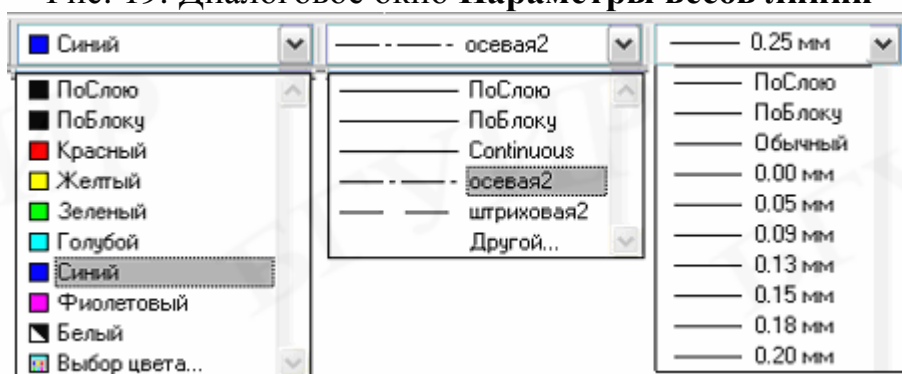 Рис. 19. Диалоговое окно Параметры весов линий
Синий
ПоСлою
ПоБлоку
Красный
Желтый
Зеленый
Голубой
Синий
Фиолетовый
Белый
Выбор цвета...
осевая2
ПоСлою
ПоБлоку
Continuous
осевая2
штриховая2
Другой...
0.25 мм
ПоСлою
ПоБлоку
Обычный
0.00 мм
0.05 мм
0.09 мм
0.13 мм
0.15 мм
0.18 мм
0.20 мм